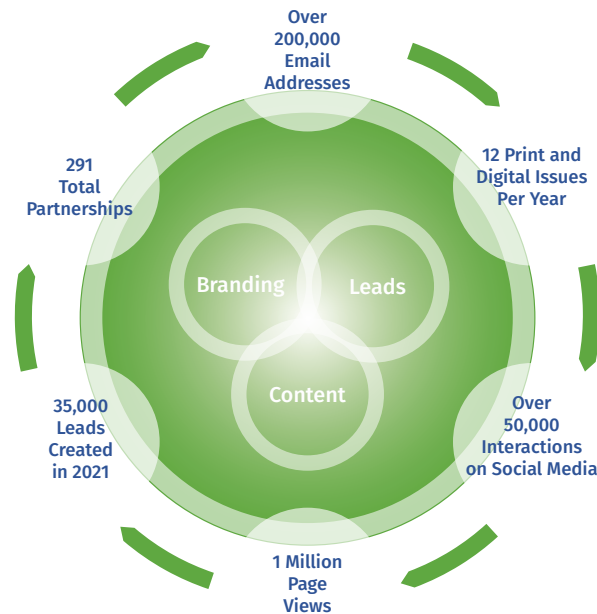 Over
200,000
Email
Addresses
12 Print and
Digital Issues
Per Year
Over
50,000
Interactions
on Social Media
1 Million
Page
Views
35,000
Leads
Created
in 2021
291
Total
Partnerships
Branding
Leads
Content